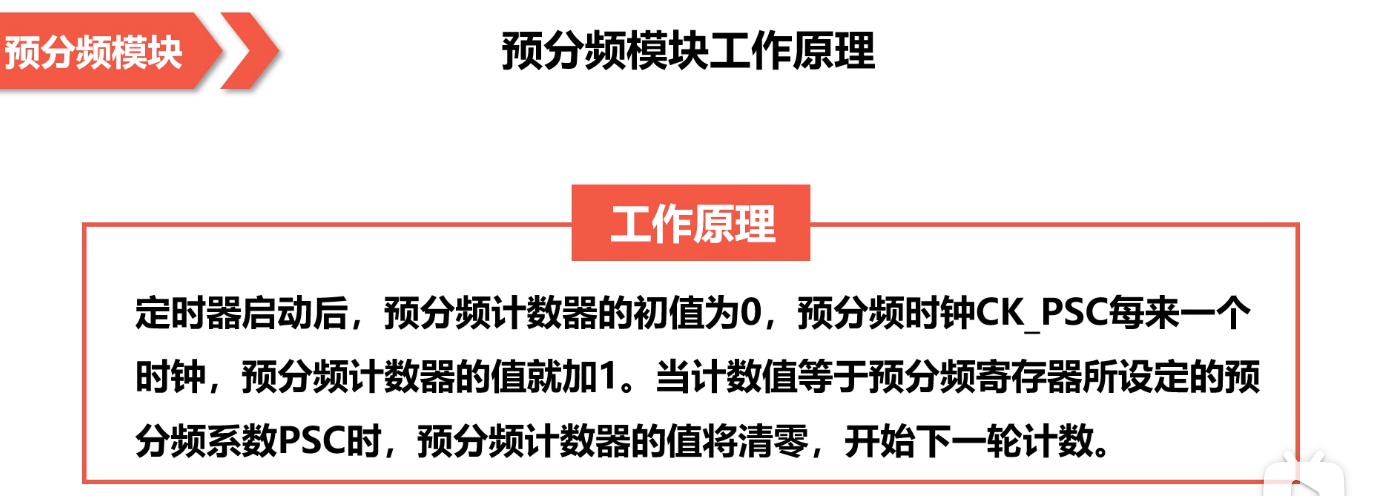 预分频模块
预分频模块工作原理
工作原理
定时器启动后，预分频计数器的初值为0，预分频时钟CK_PSC每来一个
时钟，预分频计数器的值就加1。当计数值等于预分频寄存器所设定的预
分频系数PSC时，预分频计数器的值将清零，开始下一轮计数。